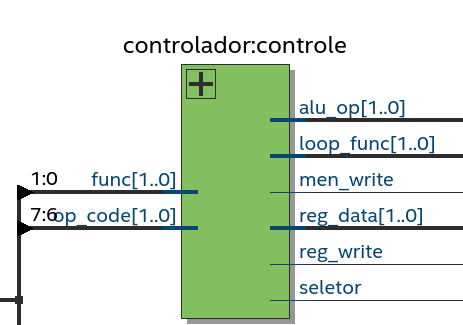 controlador:controle
alu_op[1..0]
loop_func[1..0]
1:0 func[1..0] men_write
7:6 op_code[1..0] reg_data[1..0]
reg_write
seletor